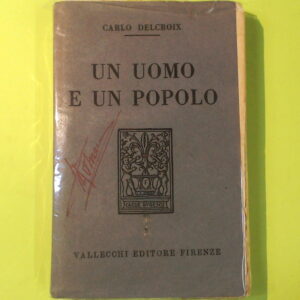 CARLO DELCROIX
UN UOMO
E UN POPOLO
VALLECCHI EDITORE FIRENZE